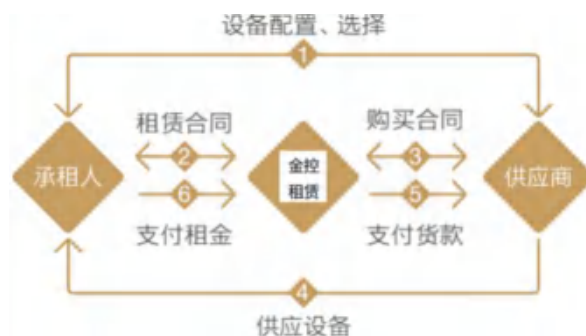 设备配置、选择
1
租赁合同
购买合同
2
3
承租人
金控
租赁
供应商
6
5
支付租金
支付货款
4
供应设备